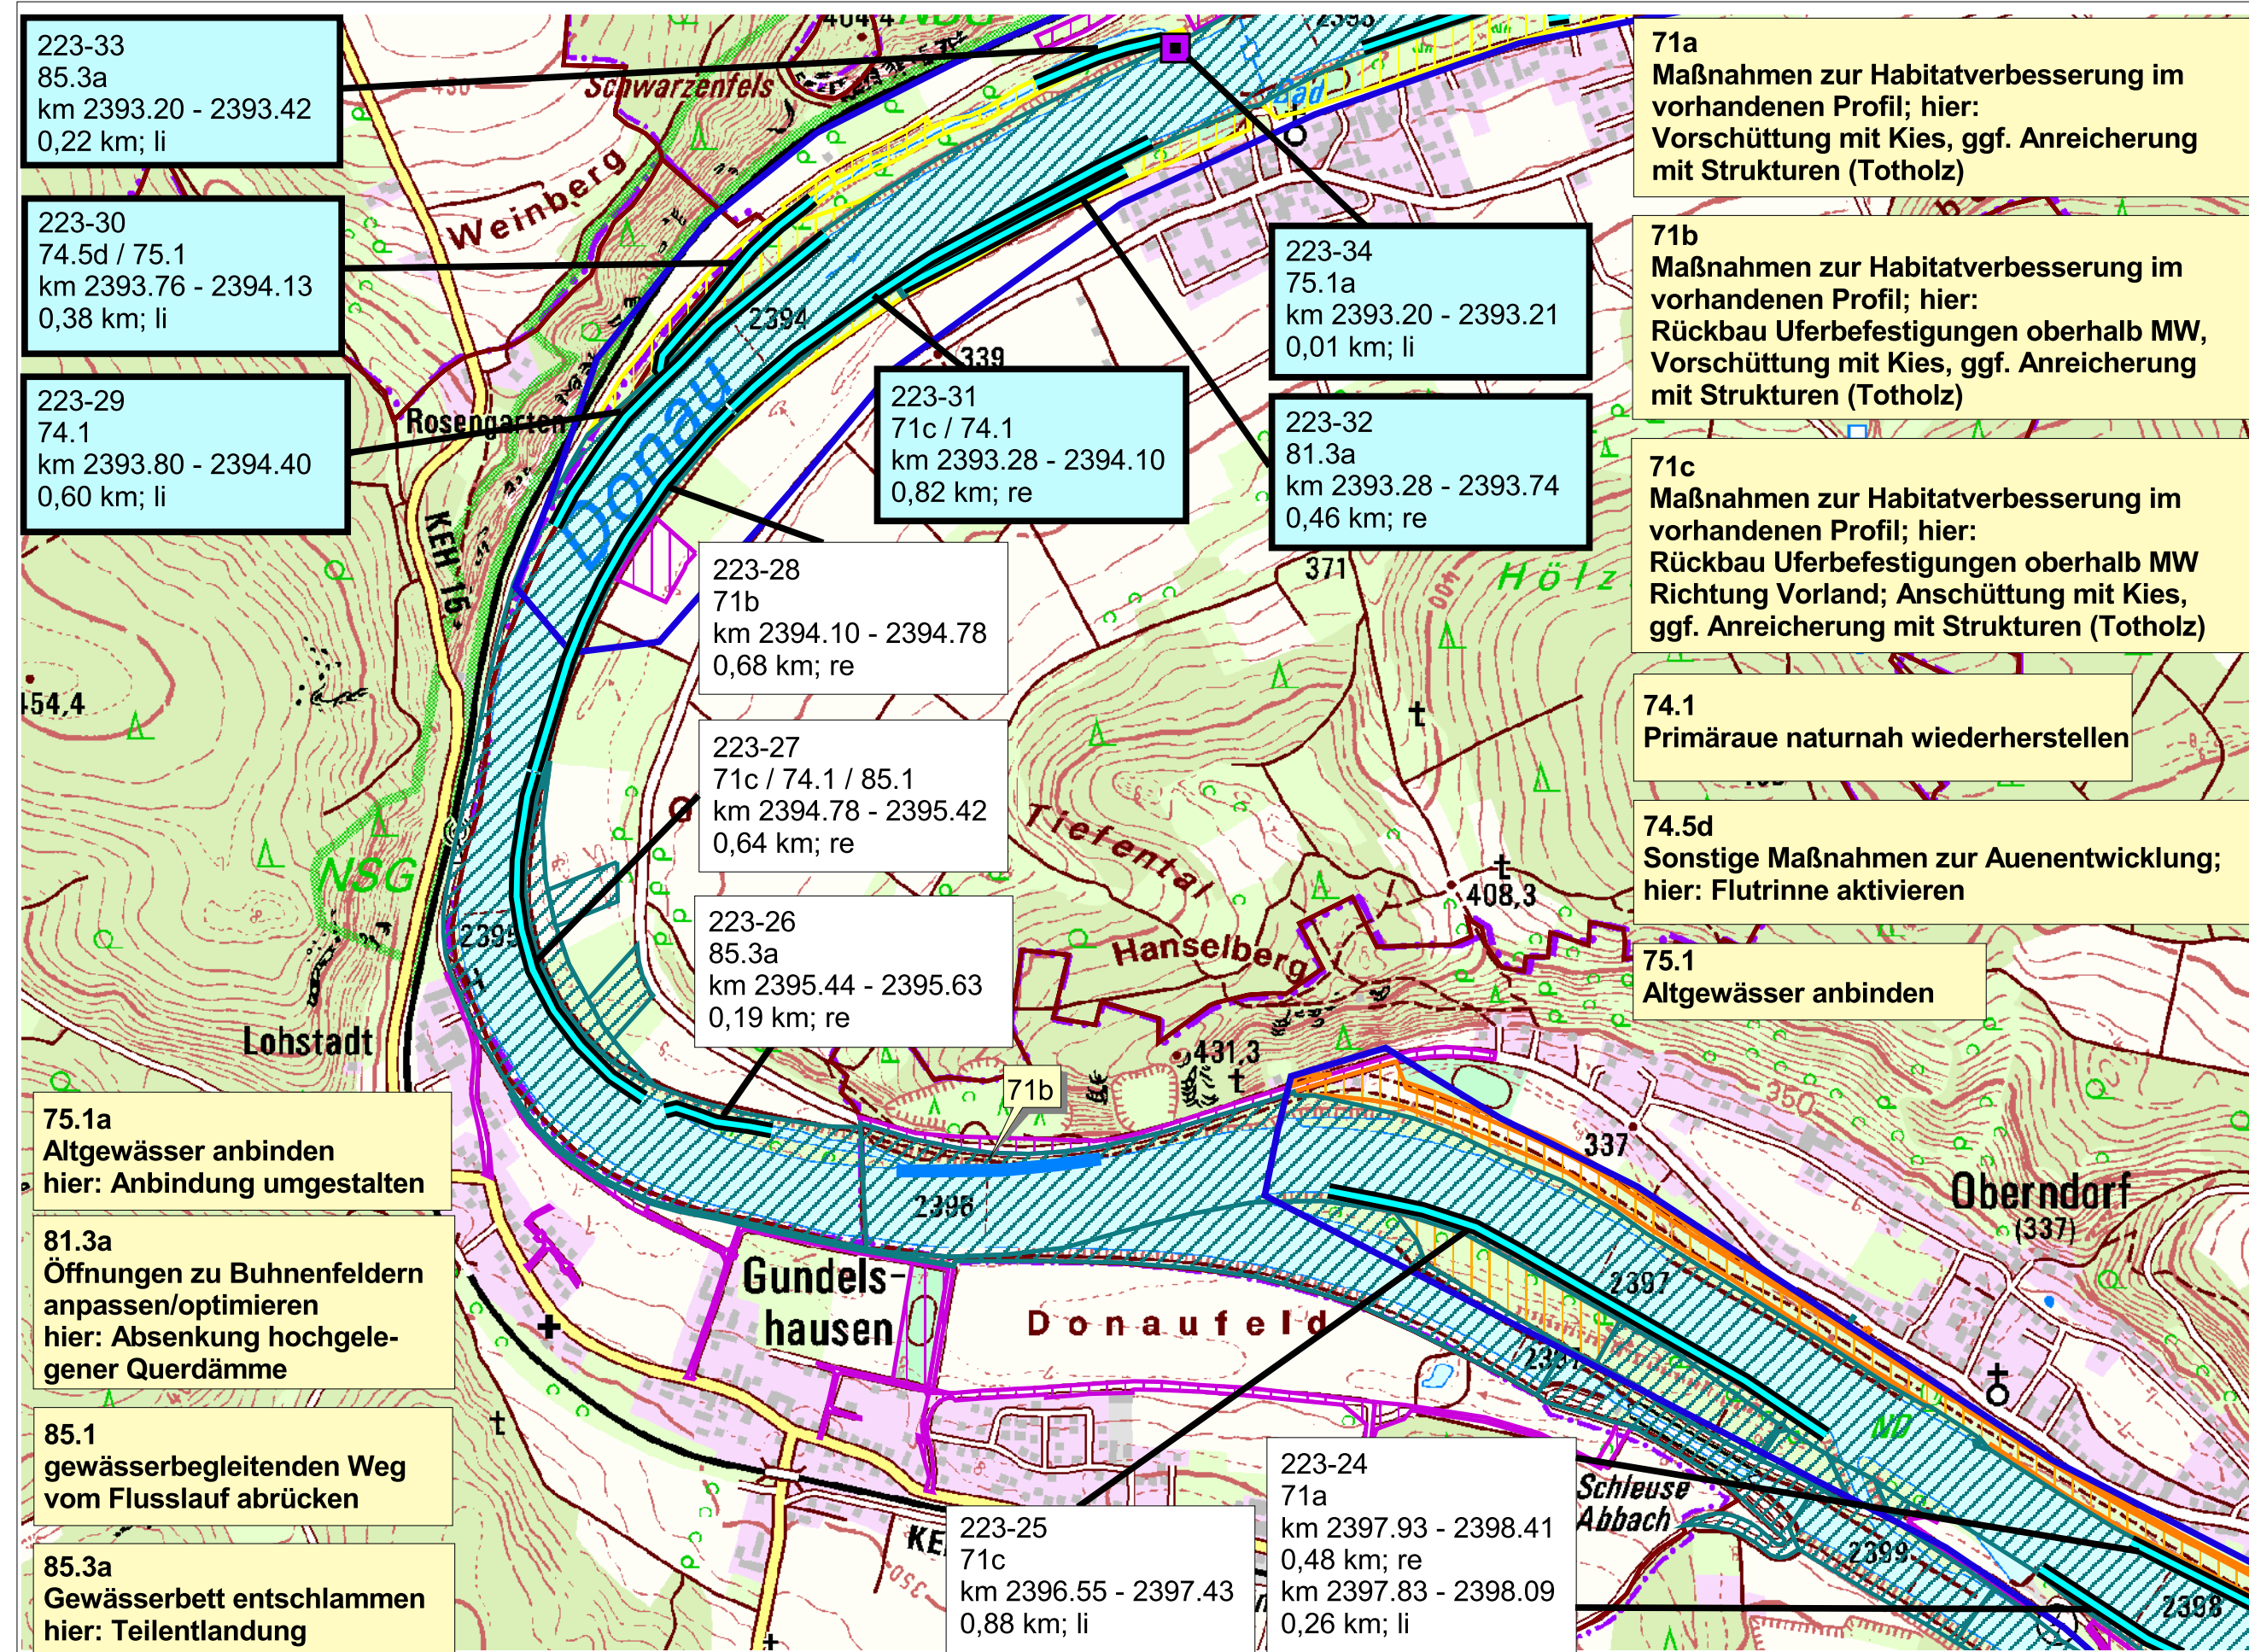 223-33
85.3a
km 2393.20 - 2393.42
0,22 km; li
223-30
74.5d / 75.1
km 2393.76 - 2394.13
0,38 km; li
223-29
74.1
km 2393.80 - 2394.40
0,60 km; li
404,4
NSG
Schwarzenfels
430
Weinberg
Rosengarten
KEH 15
454,4
NSG
Lohstadt
2393
Bad
2394
Donau
339
223-34
75.1a
km 2393.20 - 2393.21
0,01 km; li
223-31
71c / 74.1
km 2393.28 - 2394.10
0,82 km; re
223-32
81.3a
km 2393.28 - 2393.74
0,46 km; re
223-28
71b
km 2394.10 - 2394.78
0,68 km; re
223-27
71c / 74.1 / 85.1
km 2394.78 - 2395.42
0,64 km; re
223-26
85.3a
km 2395.44 - 2395.63
0,19 km; re
371
400
Hölz
Tiefental
408,3
Hanselberg
431,3
2395
71b
2396
337
350
Oberndorf
(337)
2397
2397
Gundels-
hausen
Donaufeld
ND
Schleuse
Abbach
2399
2398
KE
350
223-25
71c
km 2396.55 - 2397.43
0,88 km; li
223-24
71a
km 2397.93 - 2398.41
0,48 km; re
km 2397.83 - 2398.09
0,26 km; li
71a
Maßnahmen zur Habitatverbesserung im
vorhandenen Profil; hier:
Vorschüttung mit Kies, ggf. Anreicherung
mit Strukturen (Totholz)
71b
Maßnahmen zur Habitatverbesserung im
vorhandenen Profil; hier:
Rückbau Uferbefestigungen oberhalb MW,
Vorschüttung mit Kies, ggf. Anreicherung
mit Strukturen (Totholz)
71c
Maßnahmen zur Habitatverbesserung im
vorhandenen Profil; hier:
Rückbau Uferbefestigungen oberhalb MW
Richtung Vorland; Anschüttung mit Kies,
ggf. Anreicherung mit Strukturen (Totholz)
74.1
Primäraue naturnah wiederherstellen
74.5d
Sonstige Maßnahmen zur Auenentwicklung;
hier: Flutrinne aktivieren
75.1
Altgewässer anbinden
75.1a
Altgewässer anbinden
hier: Anbindung umgestalten
81.3a
Öffnungen zu Buhnenfeldern
anpassen/optimieren
hier: Absenkung hochgele-
gener Querdämme
85.1
gewässerbegleitenden Weg
vom Flusslauf abrücken
85.3a
Gewässerbett entschlammen
hier: Teilentlandung